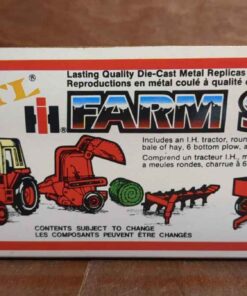 Lasting Quality Die-Cast Metal Replicas
Reproductions en métal coulé à qualité
TL®
IH FARM S
Includes an I.H. tractor, roun
bale of hay, 6 bottom plow, a
Comprend un tracteur I.H., m
a meules rondes, charrue à 6
CONTENTS SUBJECT TO CHANGE
LES COMPOSANTS PEUVENT ÊTRE CHANGÉS